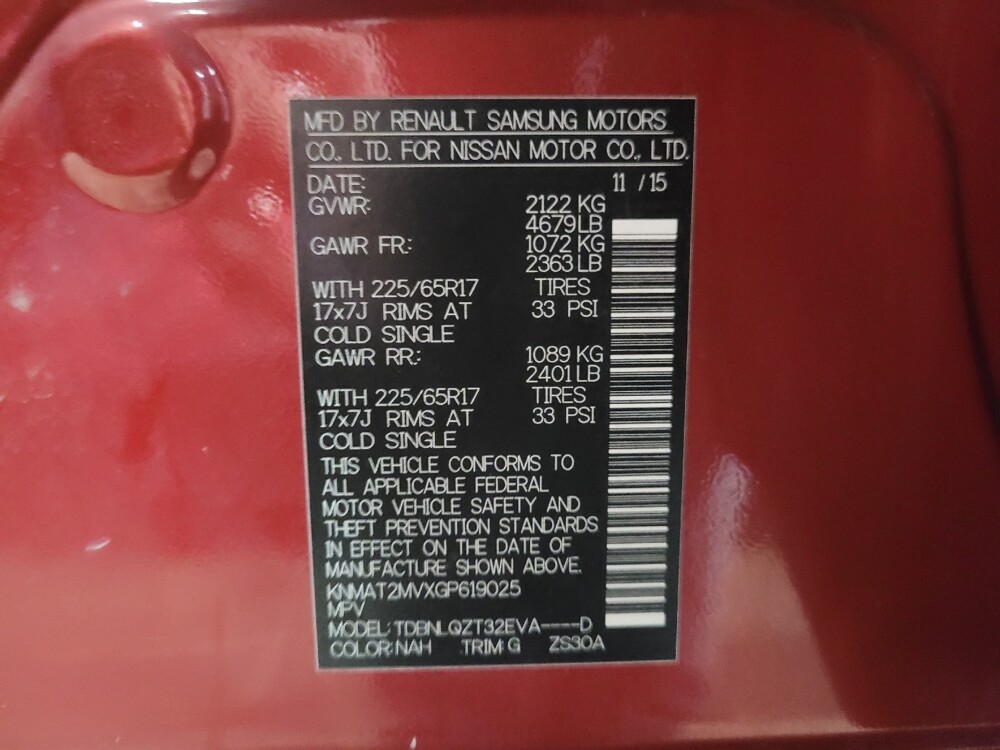 MFD BY RENAULT SAMSUNG MOTORS
CO., LTD. FOR NISSAN MOTOR CO., LTD.
DATE: 11 / 15
GVWR: 2122 KG
4679 LB
GAWR FR: 1072 KG
2363 LB
WITH 225/65R17 TIRES
17x7J RIMS AT 33 PSI
COLD SINGLE
GAWR RR: 1089 KG
2401 LB
WITH 225/65R17 TIRES
17x7J RIMS AT 33 PSI
COLD SINGLE
THIS VEHICLE CONFORMS TO
ALL APPLICABLE FEDERAL
MOTOR VEHICLE SAFETY AND
THEFT PREVENTION STANDARDS
IN EFFECT ON THE DATE OF
MANUFACTURE SHOWN ABOVE.
KNMAT2MVXGP619025
MPV
MODEL: TDBNLQZT32EVA----D
COLOR: NAH TRIM: G ZS30A